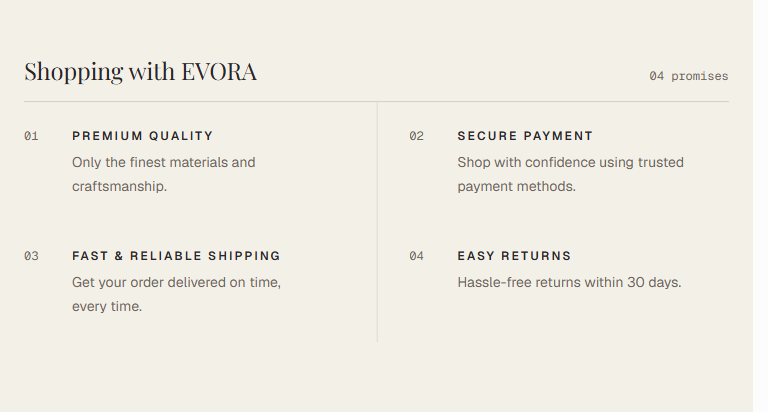 Shopping with EVORA
04 promises
01 PREMIUM QUALITY
Only the finest materials and
craftsmanship.
02 SECURE PAYMENT
Shop with confidence using trusted
payment methods.
03 FAST & RELIABLE SHIPPING
Get your order delivered on time,
every time.
04 EASY RETURNS
Hassle-free returns within 30 days.